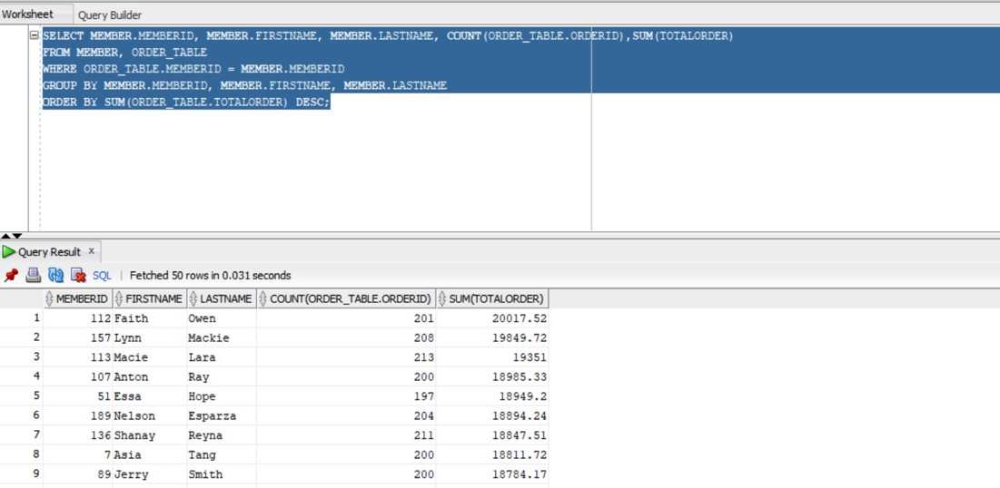 Worksheet Query Builder
SELECT MEMBER.MEMBERID, MEMBER.FIRSTNAME, MEMBER.LASTNAME, COUNT(ORDER_TABLE.ORDERID),SUM(TOTALORDER)
FROM MEMBER, ORDER_TABLE
WHERE ORDER_TABLE.MEMBERID = MEMBER.MEMBERID
GROUP BY MEMBER.MEMBERID, MEMBER.FIRSTNAME, MEMBER.LASTNAME
ORDER BY SUM(ORDER_TABLE.TOTALORDER) DESC;
Query Result x
SQL | Fetched 50 rows in 0.031 seconds
MEMBERID FIRSTNAME LASTNAME COUNT(ORDER_TABLE.ORDERID) SUM(TOTALORDER)
1 112 Faith Owen 201 20017.52
2 157 Lynn Mackie 208 19849.72
3 113 Macie Lara 213 19351
4 107 Anton Ray 200 18985.33
5 51 Essa Hope 197 18949.2
6 189 Nelson Esparza 204 18894.24
7 136 Shanay Reyna 211 18847.51
8 7 Asia Tang 200 18811.72
9 89 Jerry Smith 200 18784.17